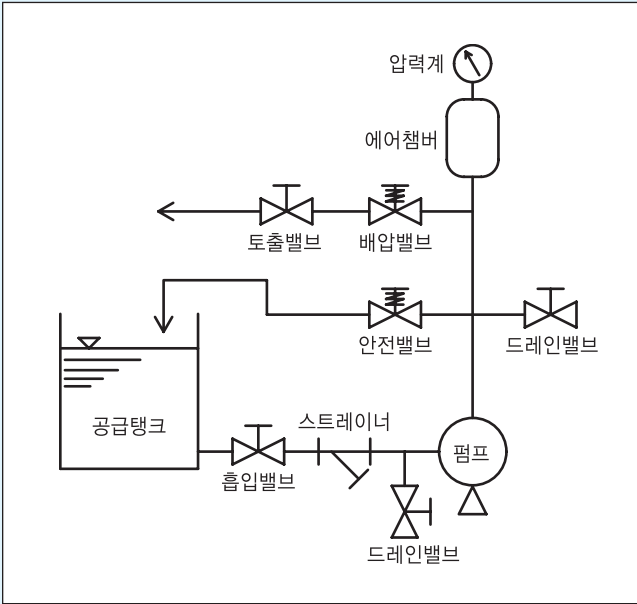 압력계
에어챔버
토출밸브
배압밸브
안전밸브
드레인밸브
공급탱크
스트레이너
펌프
흡입밸브
드레인밸브